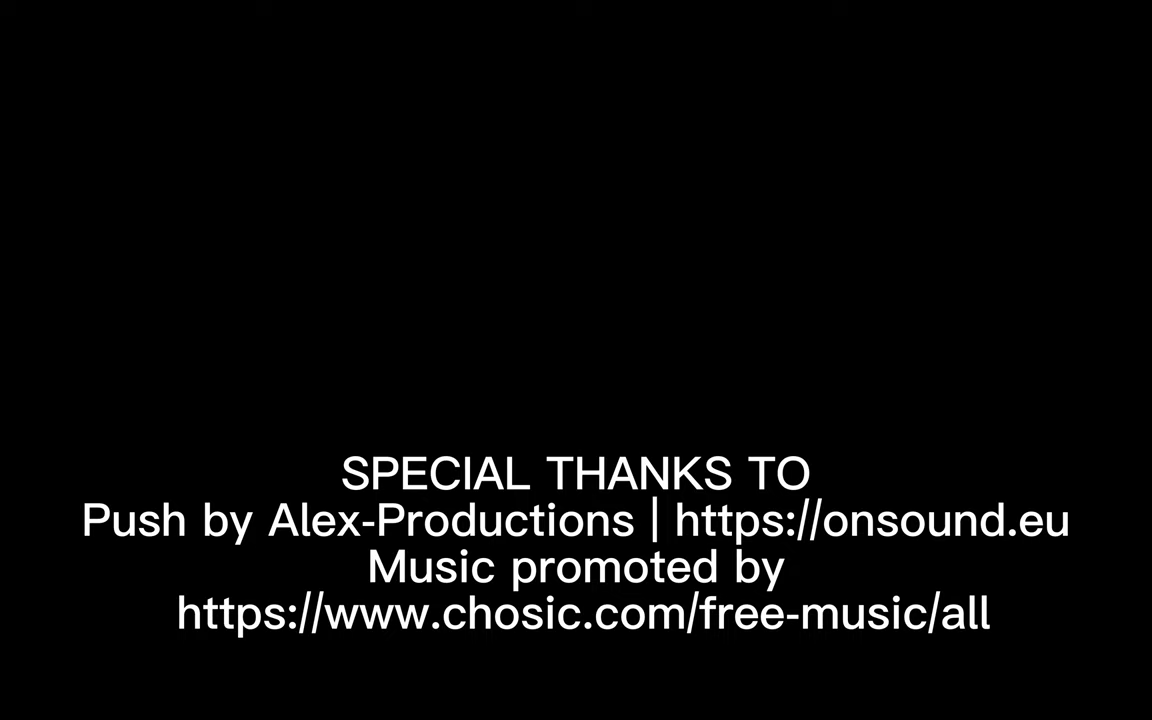 SPECIAL THANKS TO
Push by Alex-Productions | https://onsound.eu
Music promoted by
https://www.chosic.com/free-music/all